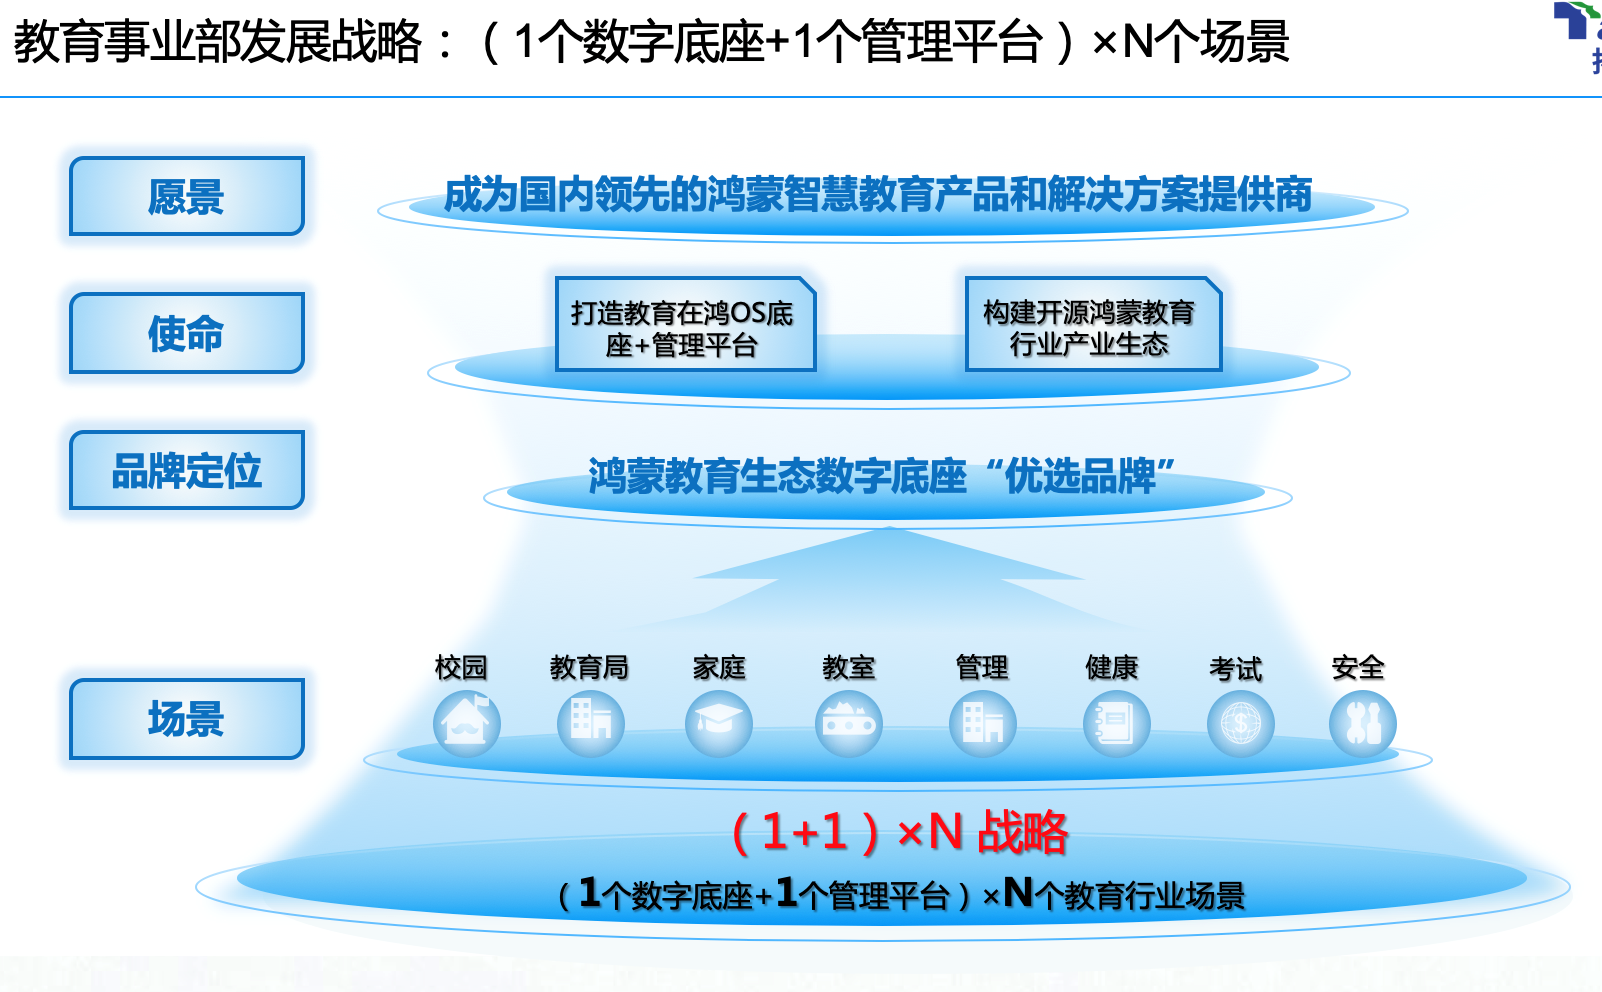 教育事业部发展战略：（1个数字底座+1个管理平台）×N个场景
愿景
成为国内领先的鸿蒙智慧教育产品和解决方案提供商
使命
打造教育在鸿OS底
座+管理平台
构建开源鸿蒙教育
行业产业生态
品牌定位
鸿蒙教育生态数字底座“优选品牌”
场景
校园
教育局
家庭
教室
管理
健康
考试
安全
（1+1）×N 战略
（1个数字底座+1个管理平台）×N个教育行业场景